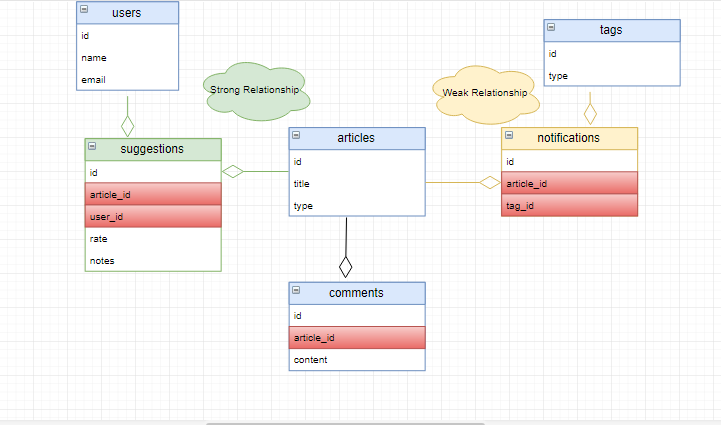 users
id
name
email
tags
id
type
Strong Relationship
Weak Relationship
suggestions
id
article_id
user_id
rate
notes
articles
id
title
type
notifications
id
article_id
tag_id
comments
id
article_id
content